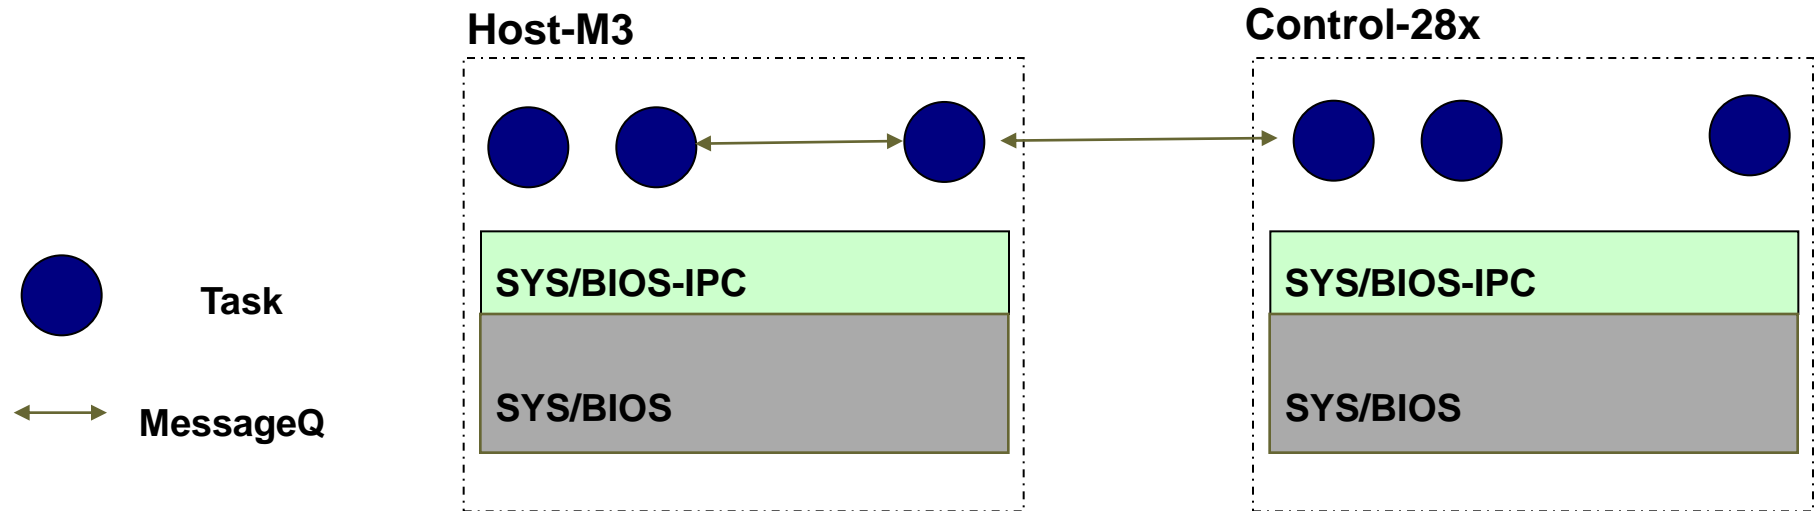 Host-M3
Control-28x
SYS/BIOS-IPC
SYS/BIOS
SYS/BIOS-IPC
SYS/BIOS
Task
MessageQ